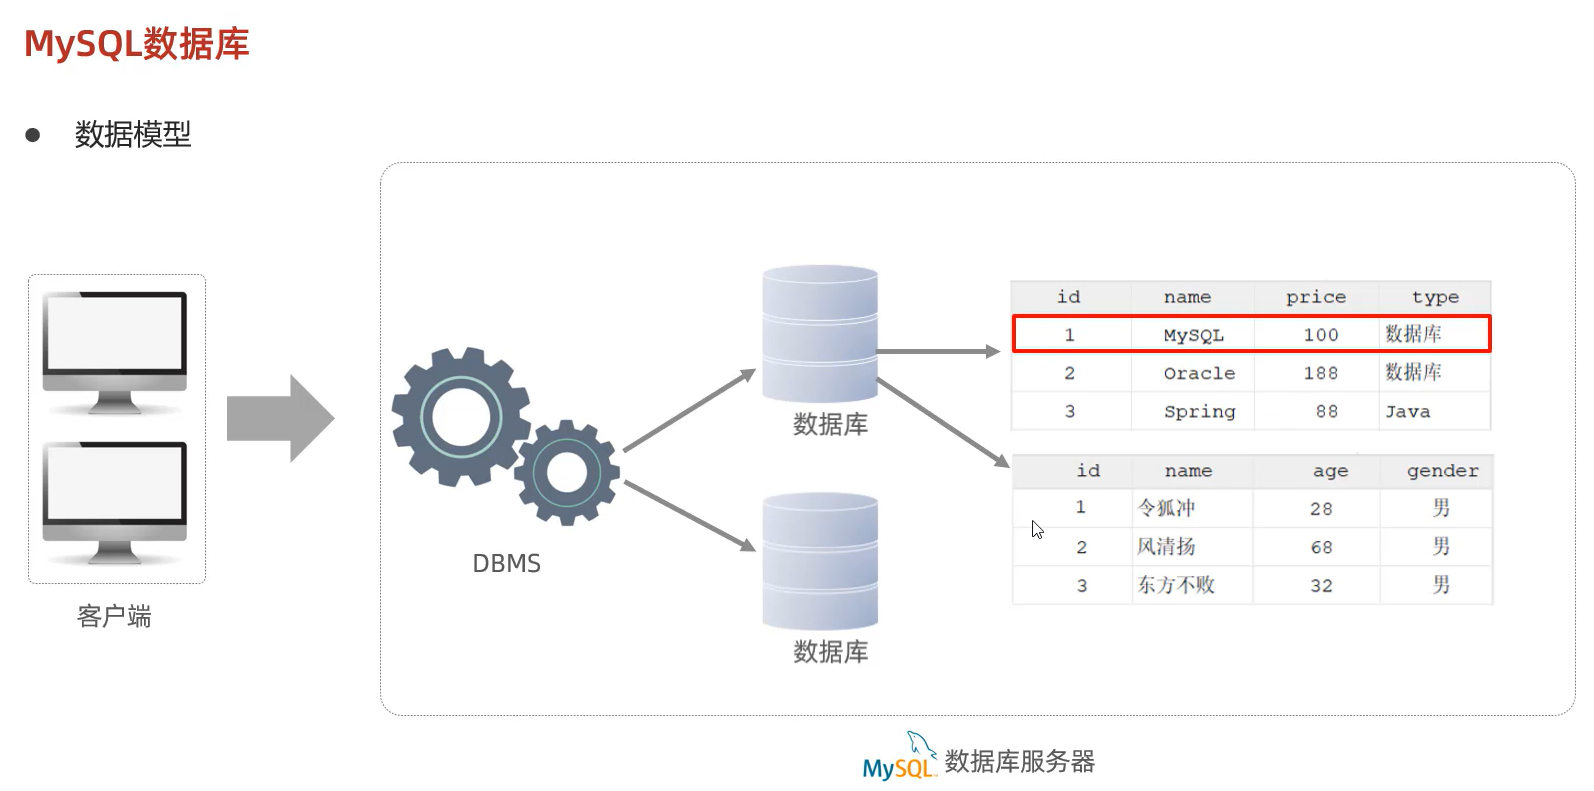 MySQL数据库
● 数据模型
客户端
DBMS
数据库
数据库
id name price type
1 MySQL 100 数据库
2 Oracle 188 数据库
3 Spring 88 Java
id name age gender
1 令狐冲 28 男
2 风清扬 68 男
3 东方不败 32 男
MySQL 数据库服务器